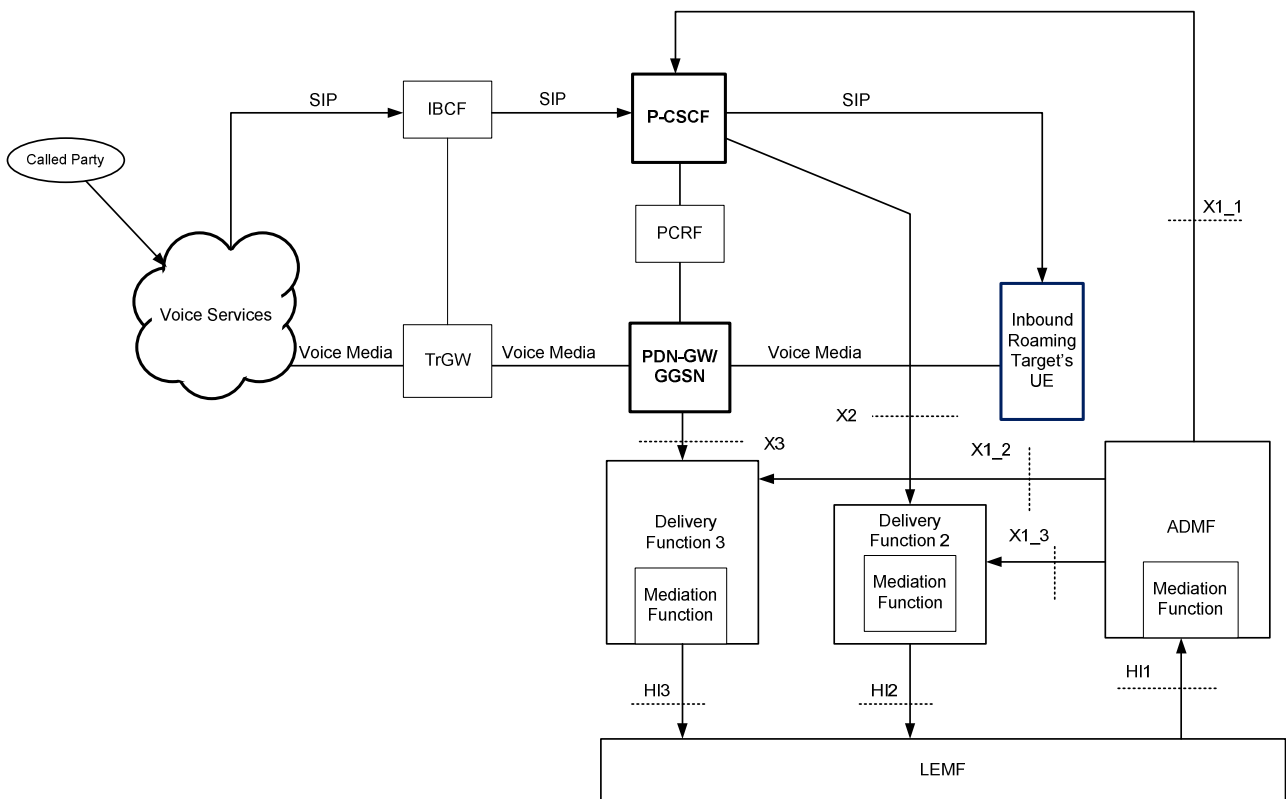 SIP
IBCF
SIP
P-CSCF
SIP
Called Party
X1_1
PCRF
Voice Services
Inbound
Roaming
Target's
UE
Voice Media
TrGW
Voice Media
PDN-GW/
GGSN
Voice Media
X2
X3
X1_2
Delivery
Function 3
Delivery
Function 2
X1_3
ADMF
Mediation
Function
Mediation
Function
Mediation
Function
HI3
HI2
HI1
LEMF